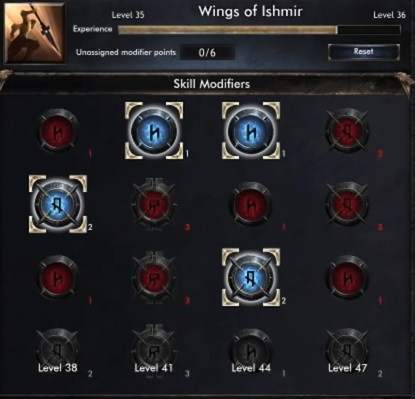 Wings of Ishmir
Level 35
Level 36
Experience
Unassigned modifier points 0/6 Reset
Skill Modifiers
1 1 1 2
2 3 1 3
1 3 2 1
Level 38 2 Level 41 3 Level 44 1 Level 47 2